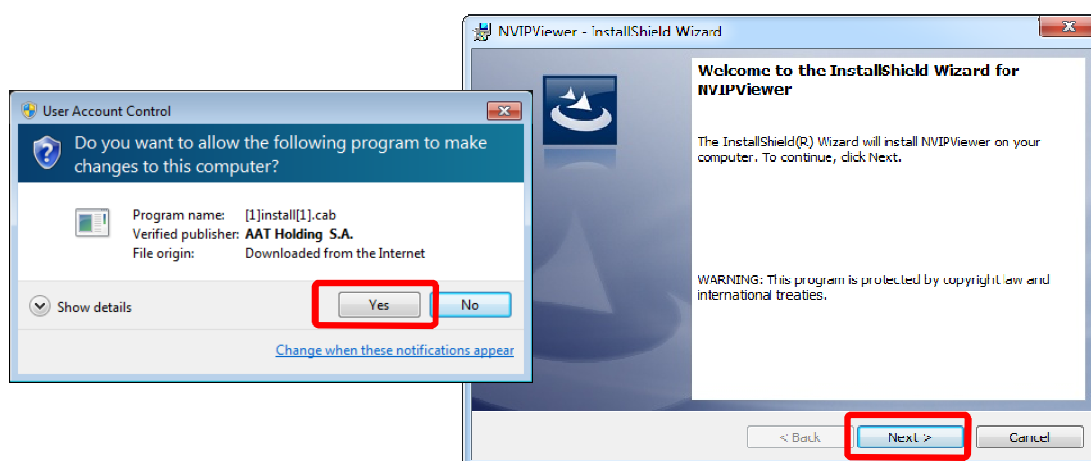 User Account Control
Do you want to allow the following program to make
changes to this computer?
Program name: [1]install[1].cab
Verified publisher: AAT Holding S.A.
File origin: Downloaded from the Internet
Show details
Yes
No
Change when these notifications appear
NVIPViewer - InstallShield Wizard
Welcome to the InstallShield Wizard for
NVIPViewer
The InstallShield(R) Wizard will install NVIPViewer on your
computer. To continue, click Next.
WARNING: This program is protected by copyright law and
international treaties.
< Back
Next >
Cancel